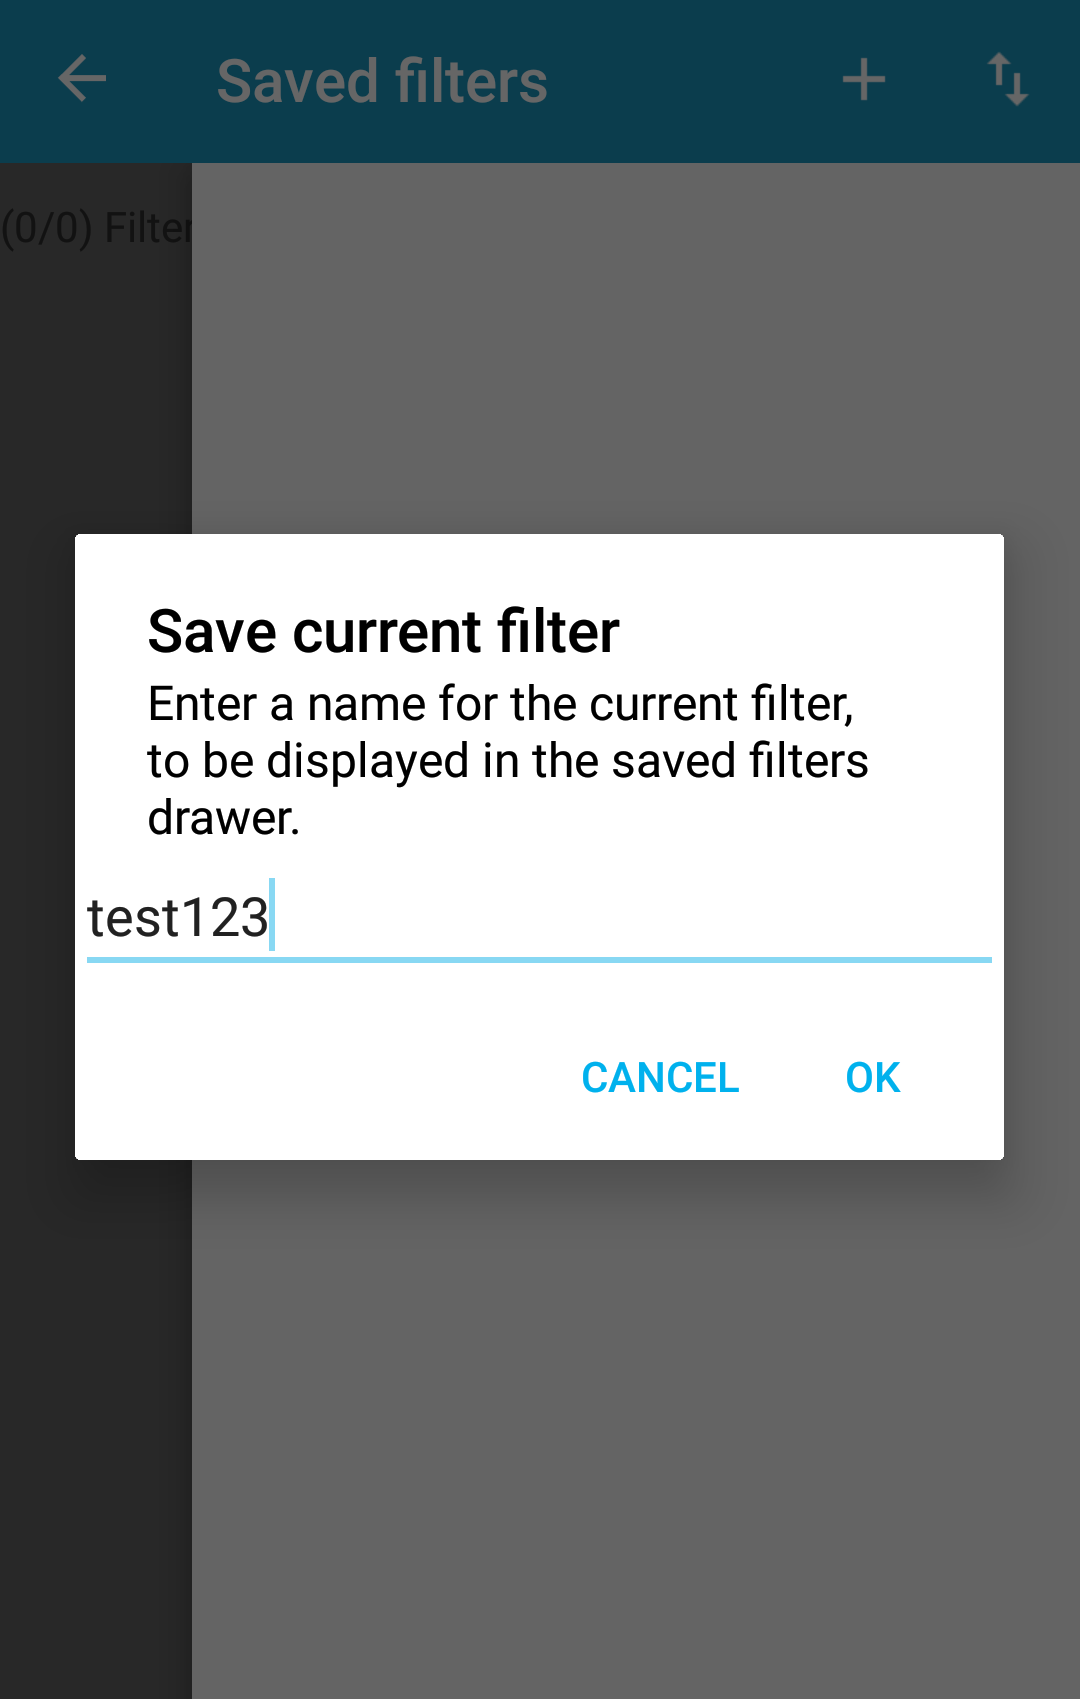 Saved filters
(0/0) Filter
Save current filter
Enter a name for the current filter,
to be displayed in the saved filters
drawer.
test123
CANCEL
OK